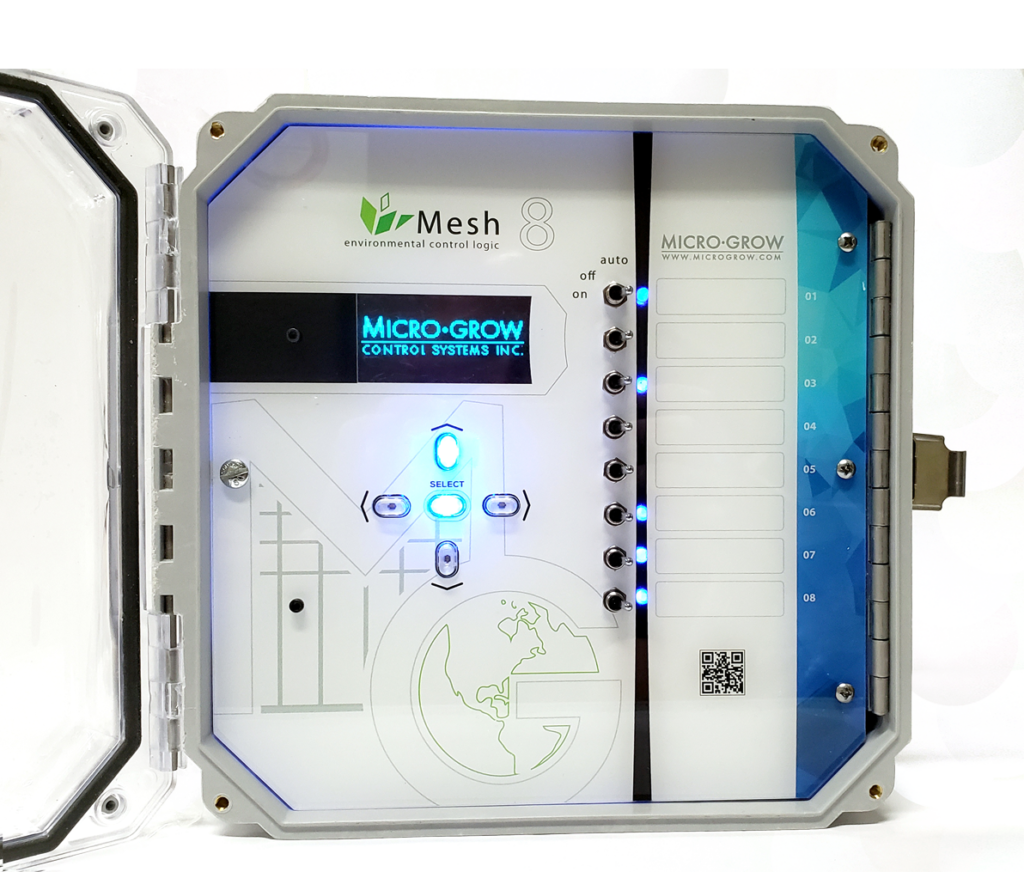 Mesh 8
environmental control logic
MICRO·GROW
WWW.MICROGROW.COM
auto
off
on
MICRO·GROW
CONTROL SYSTEMS INC.
SELECT
01
02
03
04
05
06
07
08